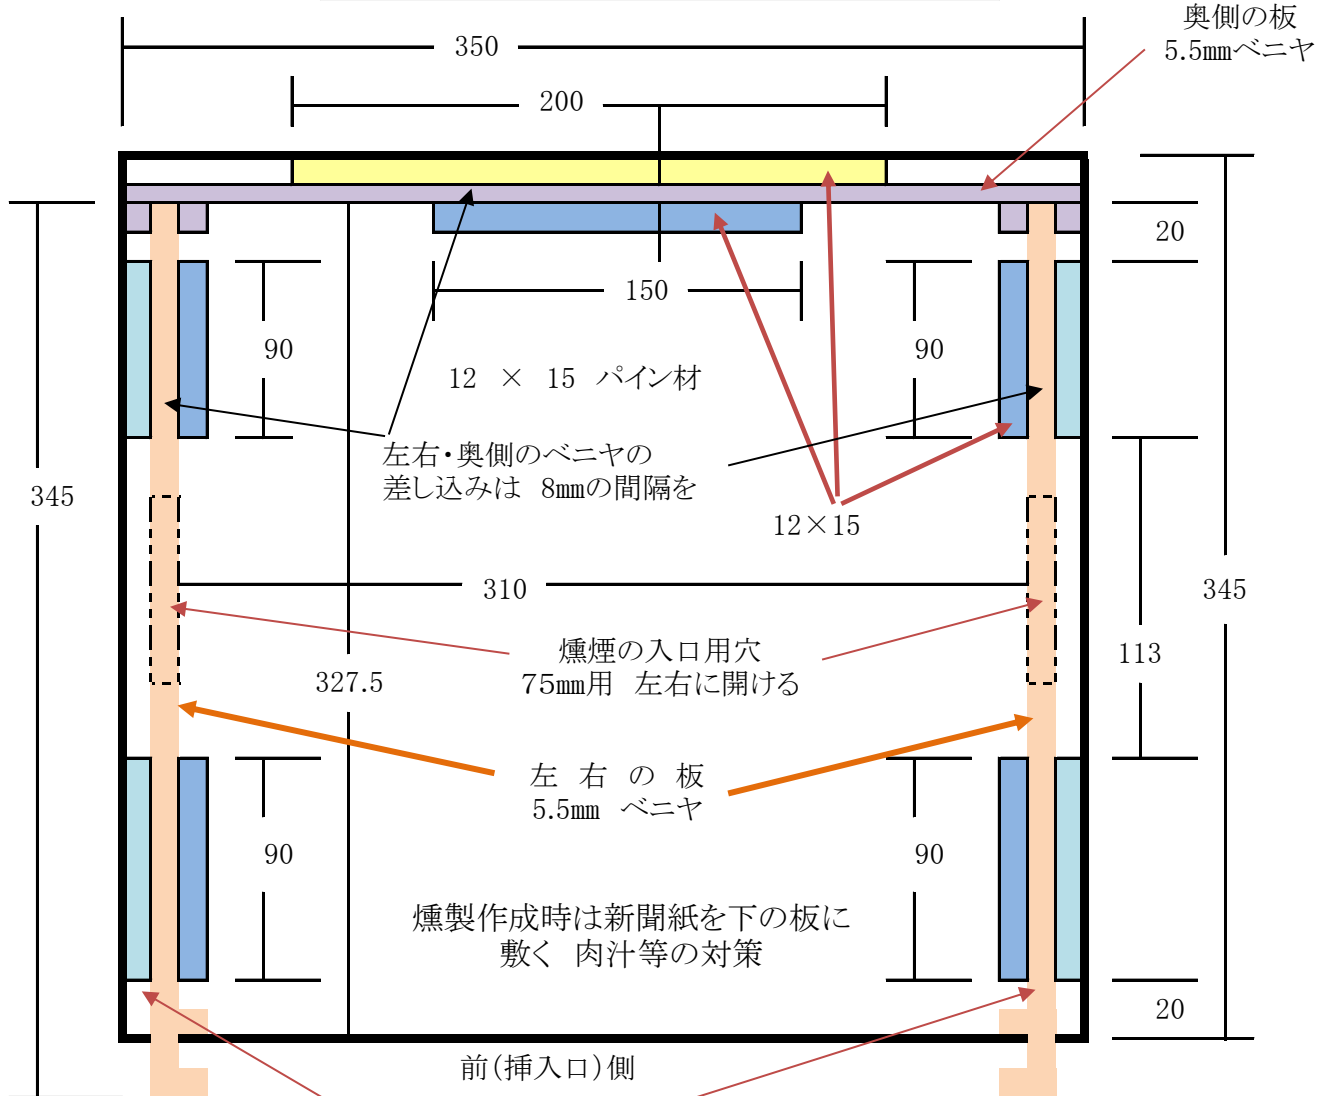 奥側の板
5.5mmベニヤ
350
200
20
150
90
90
12 × 15 パイン材
左右・奥側のベニヤの
差し込みは 8mmの間隔を
345
12×15
310
345
燻煙の入口用穴
75mm用 左右に開ける
113
327.5
左 右 の 板
5.5mm ベニヤ
90
90
燻製作成時は新聞紙を下の板に
敷く 肉汁等の対策
20
前(挿入口)側